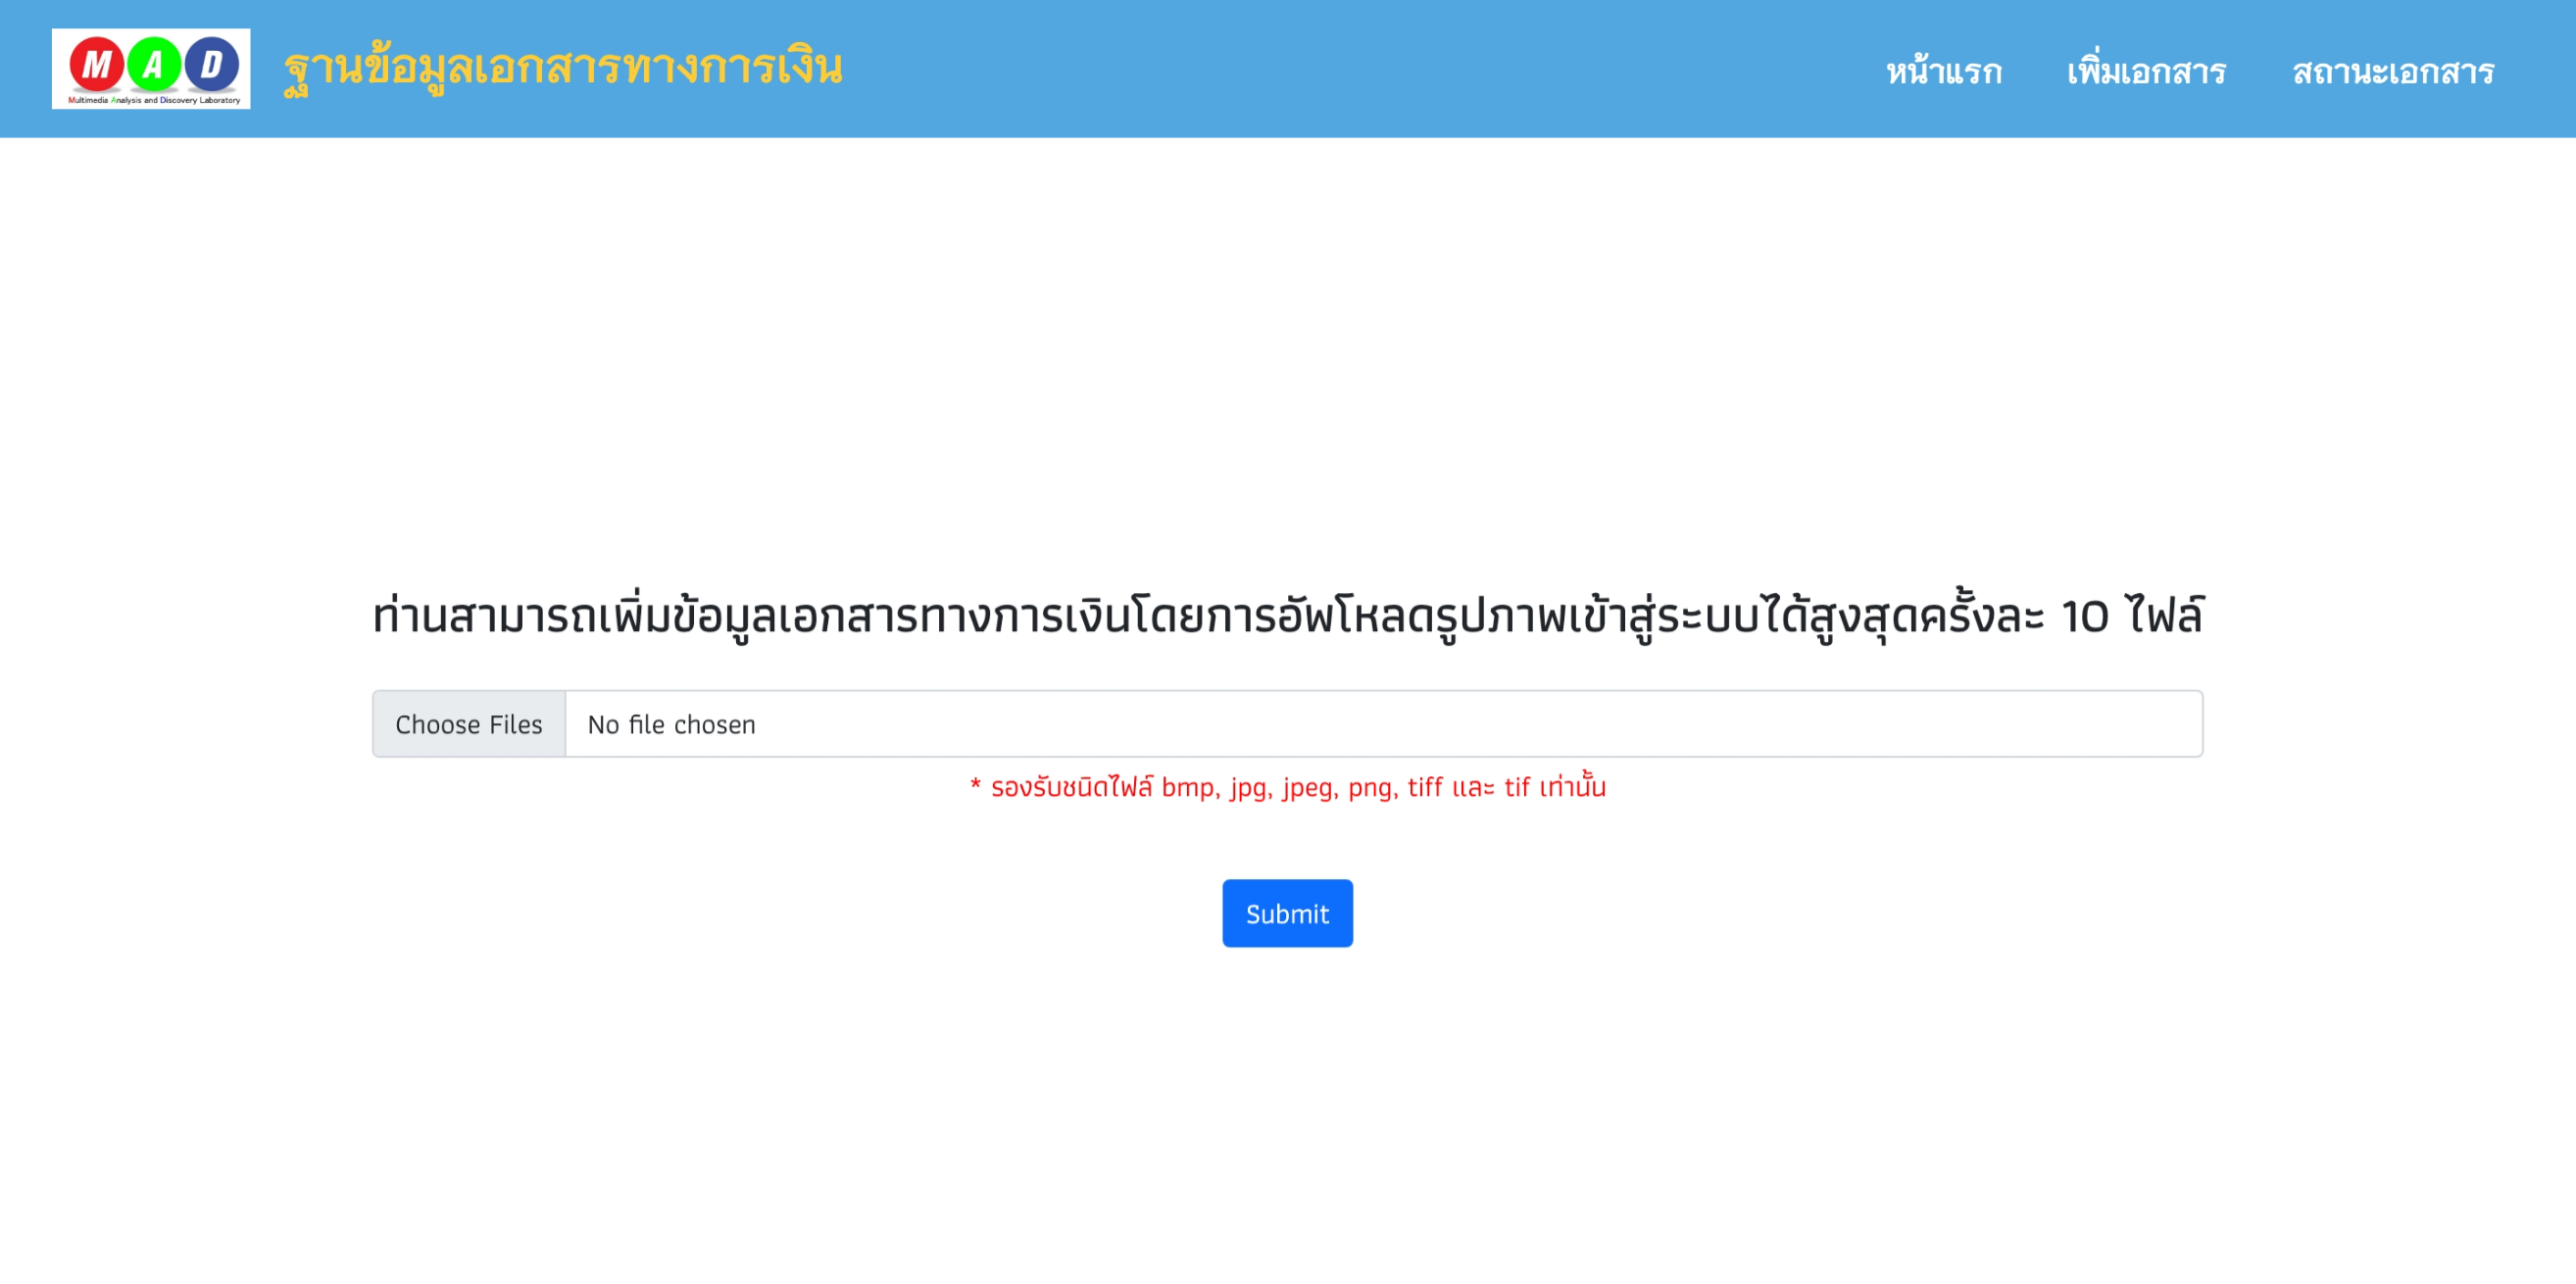 MAD
Multimedia Analysis and Discovery Laboratory
ฐานข้อมูลเอกสารทางการเงิน
หน้าแรก เพิ่มเอกสาร สถานะเอกสาร
ท่านสามารถเพิ่มข้อมูลเอกสารทางการเงินโดยการอัพโหลดรูปภาพเข้าสู่ระบบได้สูงสุดครั้งละ 10 ไฟล์
Choose Files No file chosen
* รองรับชนิดไฟล์ bmp, jpg, jpeg, png, tiff และ tif เท่านั้น
Submit